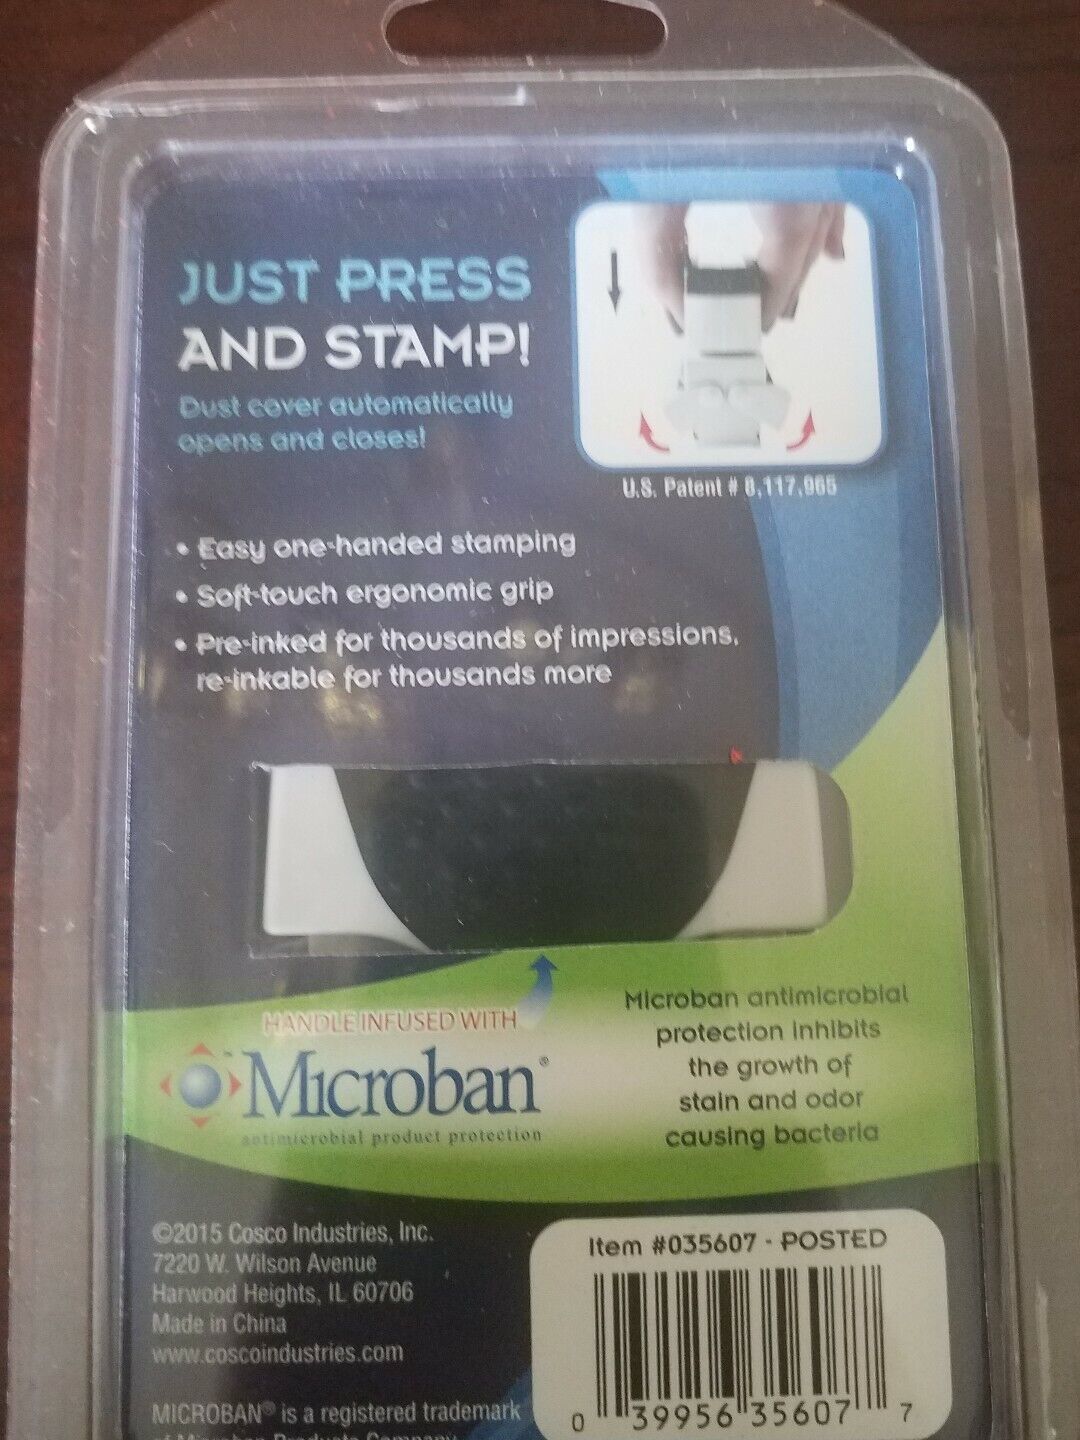 JUST PRESS
AND STAMP!
Dust cover automatically
opens and closes!
U.S. Patent # 8,117,965
• Easy one-handed stamping
• Soft-touch ergonomic grip
• Pre-inked for thousands of impressions,
re-inkable for thousands more
HANDLE INFUSED WITH
Microban®
antimicrobial product protection
Microban antimicrobial
protection inhibits
the growth of
stain and odor
causing bacteria
©2015 Cosco Industries, Inc.
7220 W. Wilson Avenue
Harwood Heights, IL 60706
Made in China
www.coscoindustries.com
MICROBAN® is a registered trademark
of Microban Products Company
Item #035607 - POSTED
0 39956 35607 7